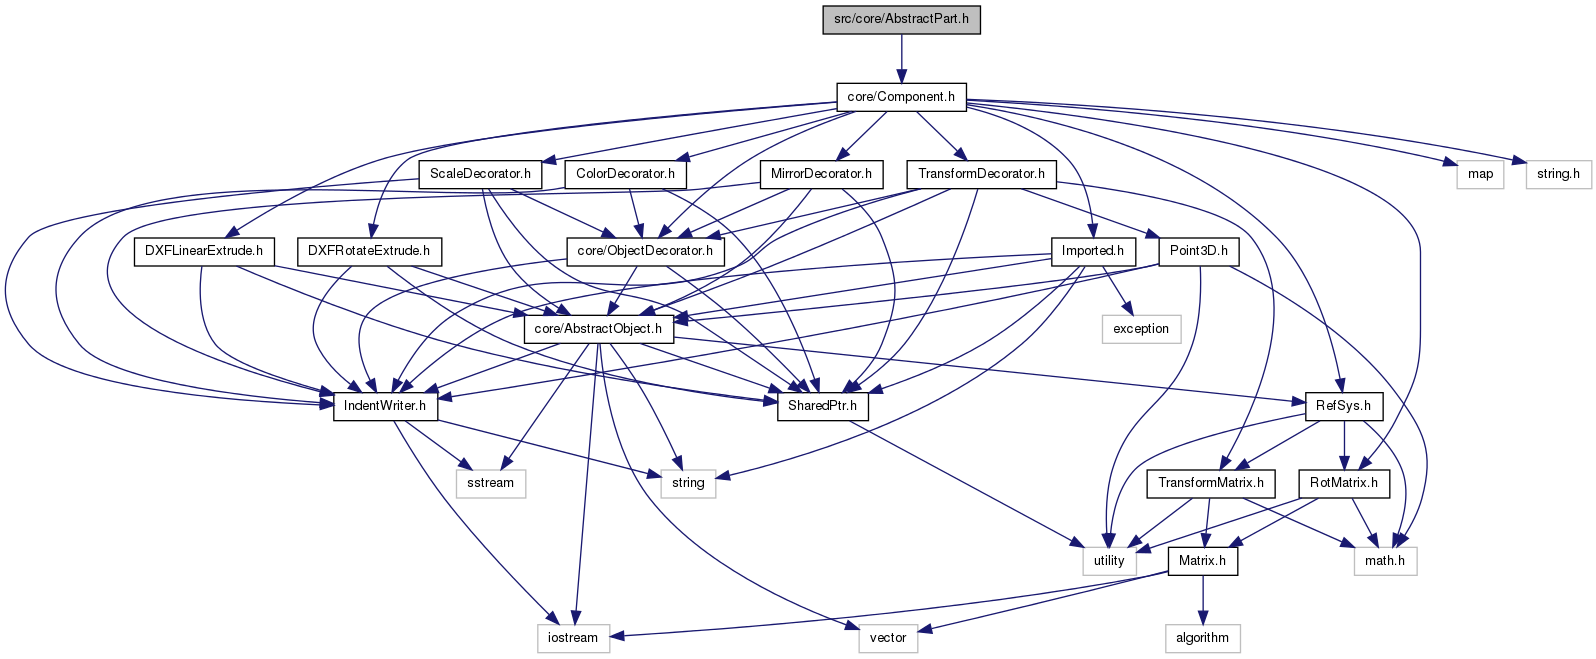 src/core/AbstractPart.h
core/Component.h
ScaleDecorator.h
ColorDecorator.h
MirrorDecorator.h
TransformDecorator.h
map
string.h
DXFLinearExtrude.h
DXFRotateExtrude.h
core/ObjectDecorator.h
Imported.h
Point3D.h
core/AbstractObject.h
exception
IndentWriter.h
SharedPtr.h
RefSys.h
sstream
string
TransformMatrix.h
RotMatrix.h
utility
Matrix.h
math.h
iostream
vector
algorithm